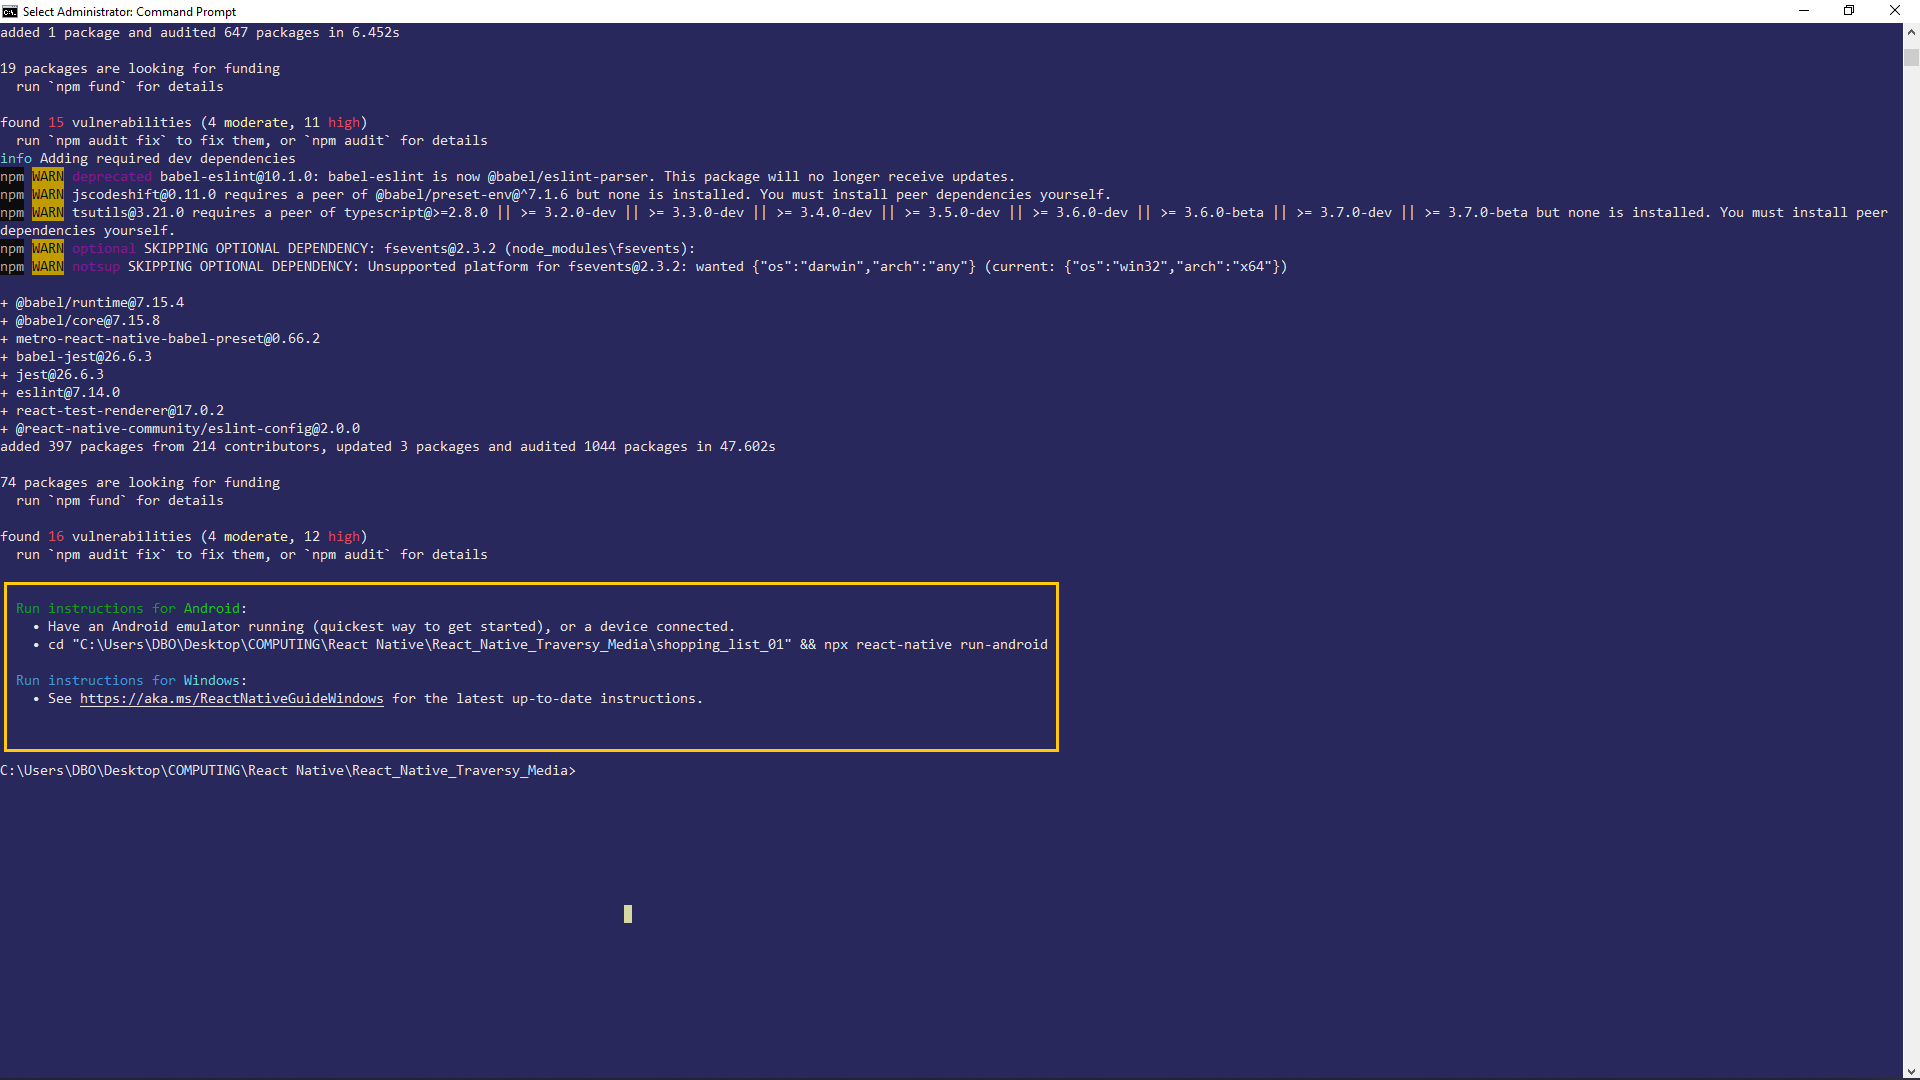 Select Administrator: Command Prompt
added 1 package and audited 647 packages in 6.452s
19 packages are looking for funding
run `npm fund` for details
found 15 vulnerabilities (4 moderate, 11 high)
run `npm audit fix` to fix them, or `npm audit` for details
info Adding required dev dependencies
npm WARN deprecated babel-eslint@10.1.0: babel-eslint is now @babel/eslint-parser. This package will no longer receive updates.
npm WARN jscodeshift@0.11.0 requires a peer of @babel/preset-env@^7.1.6 but none is installed. You must install peer dependencies yourself.
npm WARN tsutils@3.21.0 requires a peer of typescript@>=2.8.0 || >= 3.2.0-dev || >= 3.3.0-dev || >= 3.4.0-dev || >= 3.5.0-dev || >= 3.6.0-dev || >= 3.6.0-beta || >= 3.7.0-dev || >= 3.7.0-beta but none is installed. You must install peer
dependencies yourself.
npm WARN optional SKIPPING OPTIONAL DEPENDENCY: fsevents@2.3.2 (node_modules\fsevents):
npm WARN notsup SKIPPING OPTIONAL DEPENDENCY: Unsupported platform for fsevents@2.3.2: wanted {"os":"darwin","arch":"any"} (current: {"os":"win32","arch":"x64"})
+ @babel/runtime@7.15.4
+ @babel/core@7.15.8
+ metro-react-native-babel-preset@0.66.2
+ babel-jest@26.6.3
+ jest@26.6.3
+ eslint@7.14.0
+ react-test-renderer@17.0.2
+ @react-native-community/eslint-config@2.0.0
added 397 packages from 214 contributors, updated 3 packages and audited 1044 packages in 47.602s
74 packages are looking for funding
run `npm fund` for details
found 16 vulnerabilities (4 moderate, 12 high)
run `npm audit fix` to fix them, or `npm audit` for details
Run instructions for Android:
• Have an Android emulator running (quickest way to get started), or a device connected.
• cd "C:\Users\DBO\Desktop\COMPUTING\React Native\React_Native_Traversy_Media\shopping_list_01" && npx react-native run-android
Run instructions for Windows:
• See https://aka.ms/ReactNativeGuideWindows for the latest up-to-date instructions.
C:\Users\DBO\Desktop\COMPUTING\React Native\React_Native_Traversy_Media>